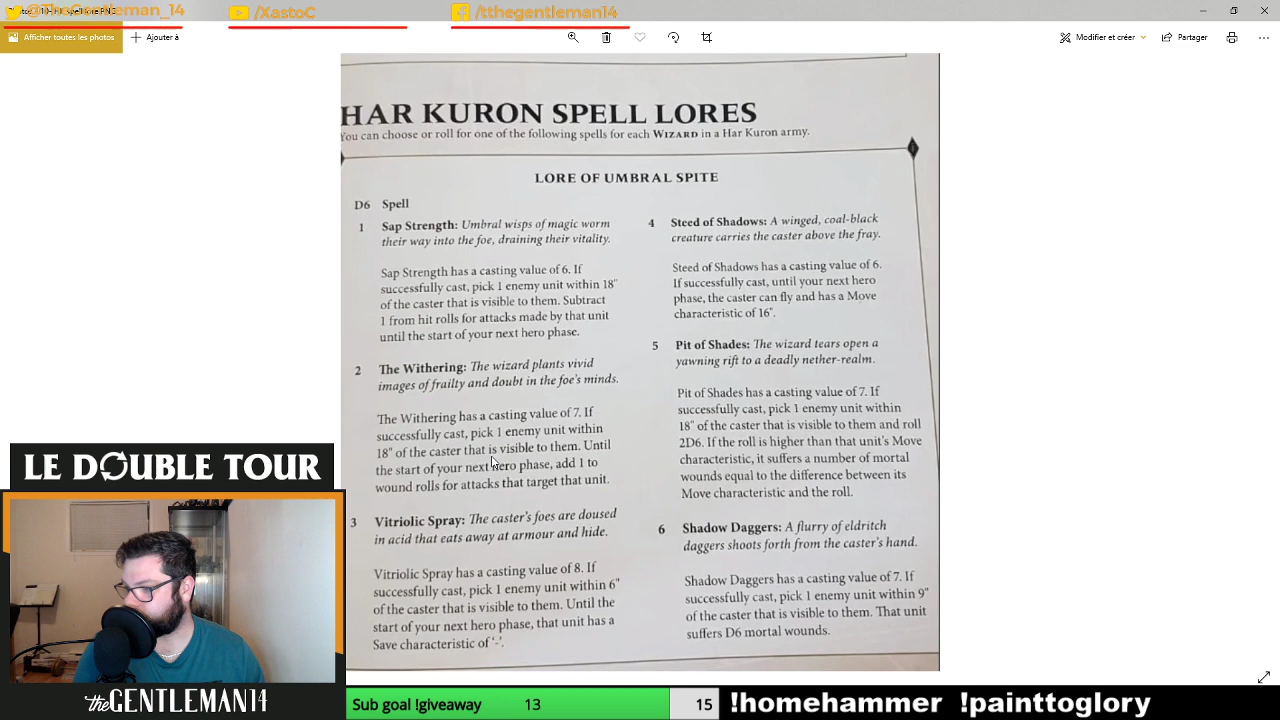 @TheGentleman_14
/XastoC
/tthegentleman14
Afficher toutes les photos
Ajouter à
Modifier et créer
Partager
HAR KURON SPELL LORES
You can choose or roll for one of the following spells for each WIZARD in a Har Kuron army.
LORE OF UMBRAL SPITE
D6 Spell
1 Sap Strength: Umbral wisps of magic worm
their way into the foe, draining their vitality.
Sap Strength has a casting value of 6. If
successfully cast, pick 1 enemy unit within 18"
of the caster that is visible to them. Subtract
1 from hit rolls for attacks made by that unit
until the start of your next hero phase.
2 The Withering: The wizard plants vivid
images of frailty and doubt in the foe's minds.
The Withering has a casting value of 7. If
successfully cast, pick 1 enemy unit within
18" of the caster that is visible to them. Until
the start of your next hero phase, add 1 to
wound rolls for attacks that target that unit.
3 Vitriolic Spray: The caster's foes are doused
in acid that eats away at armour and hide.
Vitriolic Spray has a casting value of 8. If
successfully cast, pick 1 enemy unit within 6"
of the caster that is visible to them. Until the
start of your next hero phase, that unit has a
Save characteristic of '-'.
4 Steed of Shadows: A winged, coal-black
creature carries the caster above the fray.
Steed of Shadows has a casting value of 6.
If successfully cast, until your next hero
phase, the caster can fly and has a Move
characteristic of 16".
5 Pit of Shades: The wizard tears open a
yawning rift to a deadly nether-realm.
Pit of Shades has a casting value of 7. If
successfully cast, pick 1 enemy unit within
18" of the caster that is visible to them and roll
2D6. If the roll is higher than that unit's Move
characteristic, it suffers a number of mortal
wounds equal to the difference between its
Move characteristic and the roll.
6 Shadow Daggers: A flurry of eldritch
daggers shoots forth from the caster's hand.
Shadow Daggers has a casting value of 7. If
successfully cast, pick 1 enemy unit within 9"
of the caster that is visible to them. That unit
suffers D6 mortal wounds.
LE DOUBLE TOUR
theGENTLEMAN14
Sub goal !giveaway 13 15
!homehammer !painttoglory